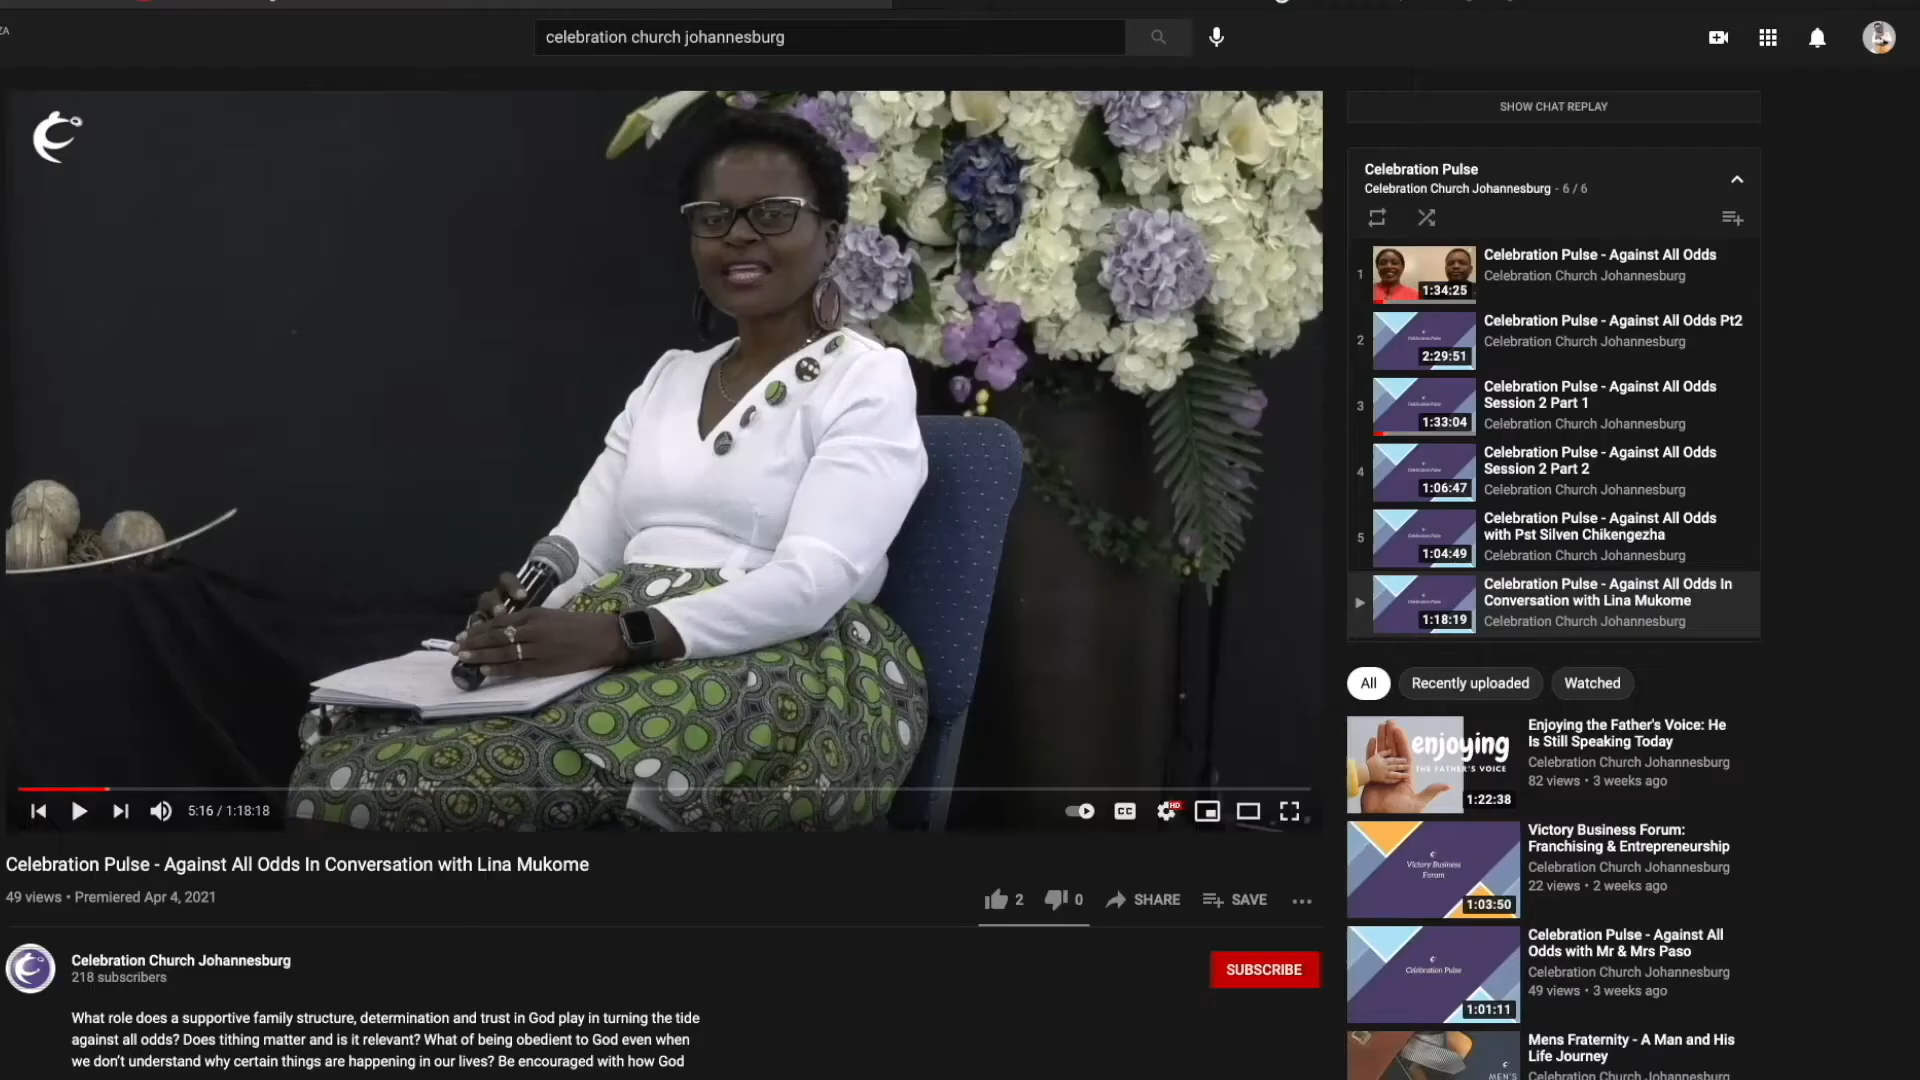 ZA
celebration church johannesburg
SHOW CHAT REPLAY
Celebration Pulse
Celebration Church Johannesburg - 6 / 6
1
1:34:25
Celebration Pulse - Against All Odds
Celebration Church Johannesburg
2
2:29:51
Celebration Pulse - Against All Odds Pt2
Celebration Church Johannesburg
3
1:33:04
Celebration Pulse - Against All Odds
Session 2 Part 1
Celebration Church Johannesburg
4
1:06:47
Celebration Pulse - Against All Odds
Session 2 Part 2
Celebration Church Johannesburg
5
1:04:49
Celebration Pulse - Against All Odds
with Pst Silven Chikengezha
Celebration Church Johannesburg
1:18:19
Celebration Pulse - Against All Odds In
Conversation with Lina Mukome
Celebration Church Johannesburg
All
Recently uploaded
Watched
enjoying
THE FATHER'S VOICE
1:22:38
Enjoying the Father's Voice: He
Is Still Speaking Today
Celebration Church Johannesburg
82 views • 3 weeks ago
Victory Business
Forum
1:03:50
Victory Business Forum:
Franchising & Entrepreneurship
Celebration Church Johannesburg
22 views • 2 weeks ago
Celebration Pulse
1:01:11
Celebration Pulse - Against All
Odds with Mr & Mrs Paso
Celebration Church Johannesburg
49 views • 3 weeks ago
MEN'S
Mens Fraternity - A Man and His
Life Journey
Celebration Church Johannesburg
5:16 / 1:18:18
CC
HD
Celebration Pulse - Against All Odds In Conversation with Lina Mukome
49 views • Premiered Apr 4, 2021
2
0
SHARE
SAVE
Celebration Church Johannesburg
218 subscribers
SUBSCRIBE
What role does a supportive family structure, determination and trust in God play in turning the tide
against all odds? Does tithing matter and is it relevant? What of being obedient to God even when
we don't understand why certain things are happening in our lives? Be encouraged with how God